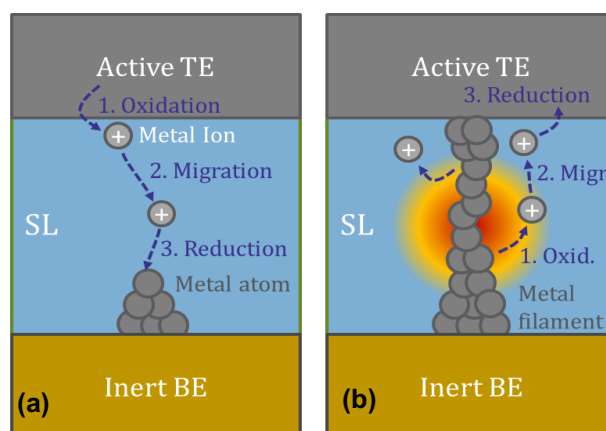 Active TE
1. Oxidation
+
Metal Ion
2. Migration
+
SL
3. Reduction
Metal atom
Inert BE
(a)
Active TE
3. Reduction
+
+
2. Migr
+
SL
1. Oxid.
Metal
filament
Inert BE
(b)